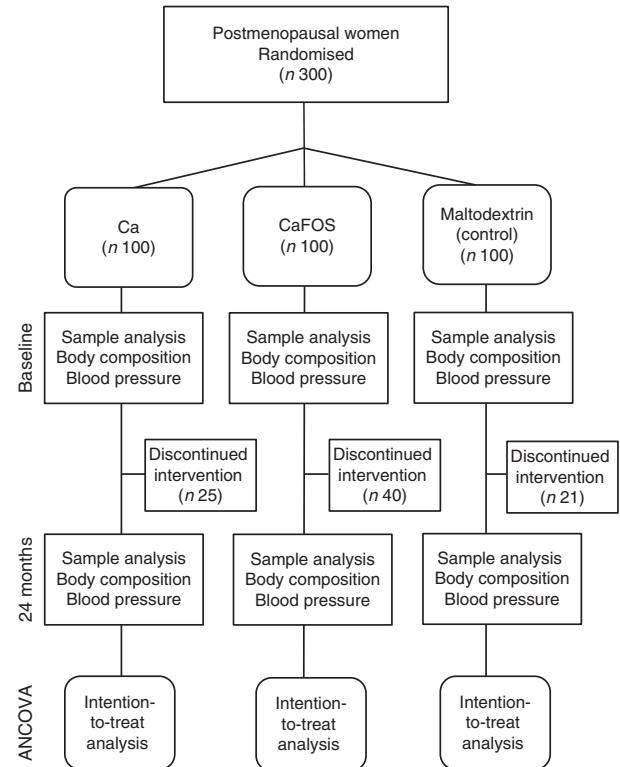 Postmenopausal women
Randomised
(n 300)
Ca
(n 100)
CaFOS
(n 100)
Maltodextrin
(control)
(n 100)
Baseline
Sample analysis
Body composition
Blood pressure
Sample analysis
Body composition
Blood pressure
Sample analysis
Body composition
Blood pressure
Discontinued
intervention
(n 25)
Discontinued
intervention
(n 40)
Discontinued
intervention
(n 21)
24 months
Sample analysis
Body composition
Blood pressure
Sample analysis
Body composition
Blood pressure
Sample analysis
Body composition
Blood pressure
ANCOVA
Intention-
to-treat
analysis
Intention-
to-treat
analysis
Intention-
to-treat
analysis